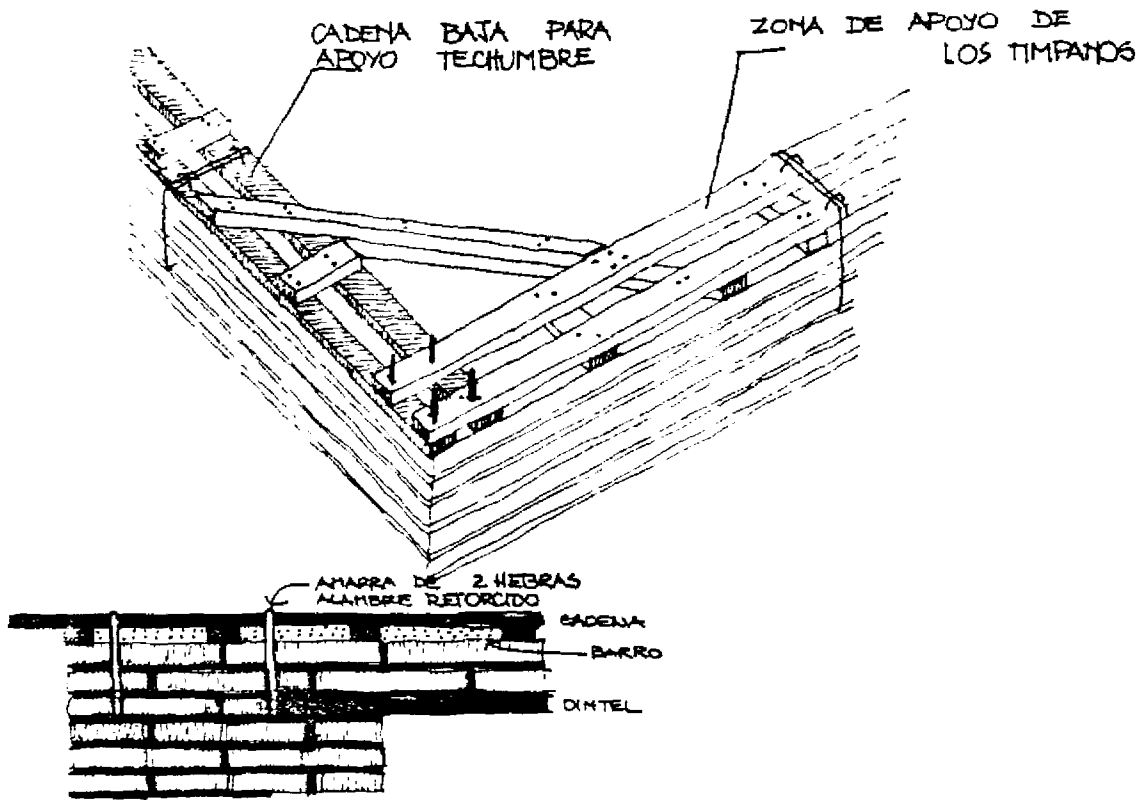 CADENA BAJA PARA
APOYO TECHUMBRE
ZONA DE APOYO DE
LOS TIMPANOS
AMARRA DE 2 HEBRAS
ALAMBRE RETORCIDO
CADENA
BARRO
DINTEL